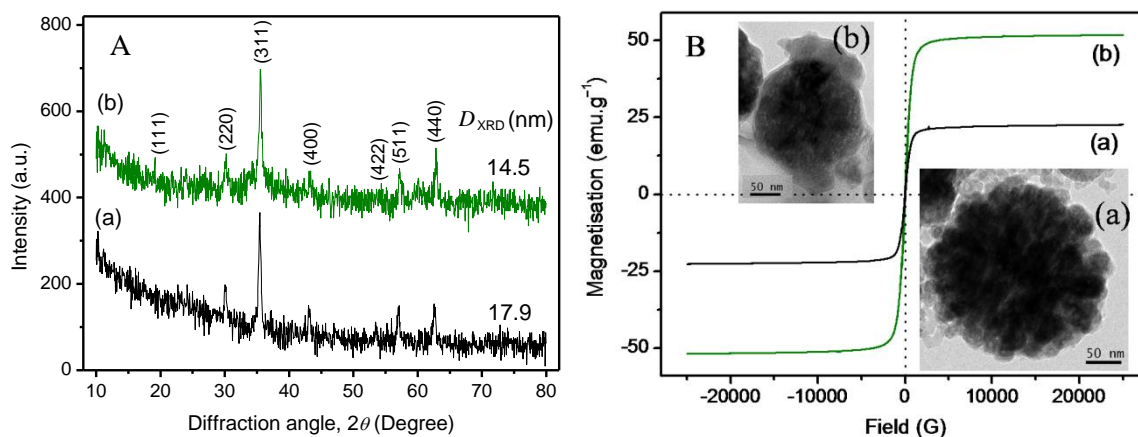 A
800
600
400
200
0
Intensity (a.u.)
(b)
(111)
(220)
(311)
(400)
(422)
(511)
(440)
D XRD (nm)
14.5
(a)
17.9
10 20 30 40 50 60 70 80
Diffraction angle, 2θ (Degree)
B
50
25
0
-25
-50
Magnetisation (emu.g⁻¹)
(b)
50 nm
(b)
(a)
(a)
50 nm
-20000 -10000 0 10000 20000
Field (G)